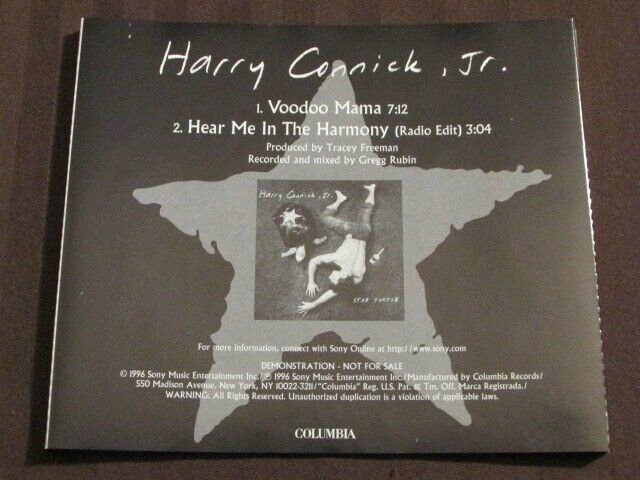 Harry Connick, Jr.
1. Voodoo Mama 7:12
2. Hear Me In The Harmony (Radio Edit) 3:04
Produced by Tracey Freeman
Recorded and mixed by Gregg Rubin
Harry Connick, Jr.
STAR TURTLE
For more information, connect with Sony Online at http://www.sony.com
DEMONSTRATION - NOT FOR SALE
© 1996 Sony Music Entertainment Inc./℗ 1996 Sony Music Entertainment Inc./Manufactured by Columbia Records/
550 Madison Avenue, New York, NY 10022-3211/"Columbia" Reg. U.S. Pat. & Tm. Off. Marca Registrada./
WARNING: All Rights Reserved. Unauthorized duplication is a violation of applicable laws.
COLUMBIA